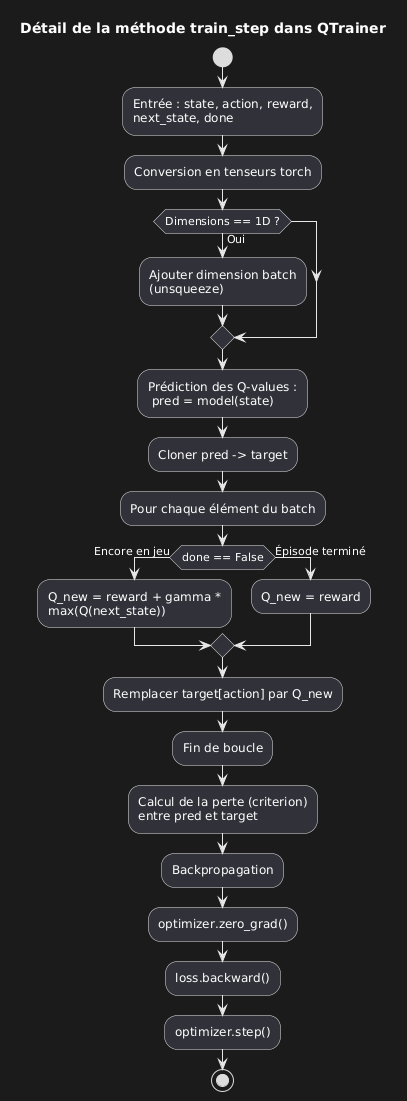 Détail de la méthode train_step dans QTrainer
Entrée : state, action, reward,
next_state, done
Conversion en tenseurs torch
Dimensions == 1D ?
Oui
Ajouter dimension batch
(unsqueeze)
Prédiction des Q-values :
pred = model(state)
Cloner pred -> target
Pour chaque élément du batch
Encore en jeu
done == False
Épisode terminé
Q_new = reward + gamma *
max(Q(next_state))
Q_new = reward
Remplacer target[action] par Q_new
Fin de boucle
Calcul de la perte (criterion)
entre pred et target
Backpropagation
optimizer.zero_grad()
loss.backward()
optimizer.step()